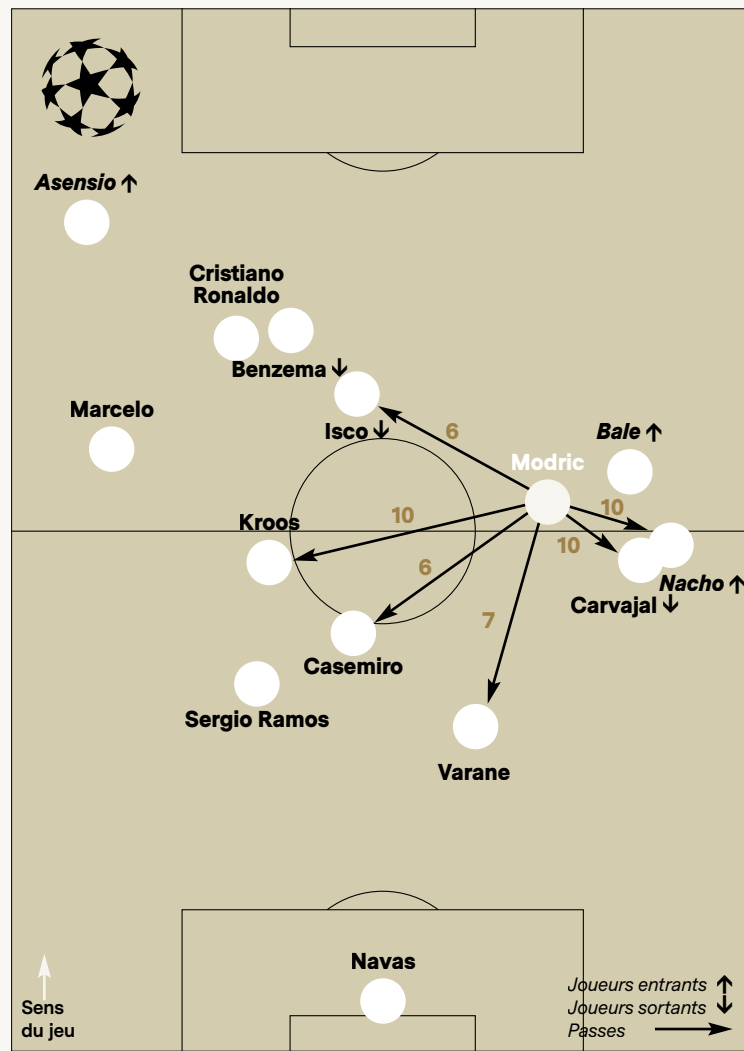 Asensio ↑
Cristiano
Ronaldo
Benzema ↓
Marcelo
Isco ↓
6
Bale ↑
Modric
10
10
Kroos
10
6
Nacho ↑
Carvajal ↓
7
Casemiro
Sergio Ramos
Varane
Navas
Sens
du jeu
Joueurs entrants ↑
Joueurs sortants ↓
Passes